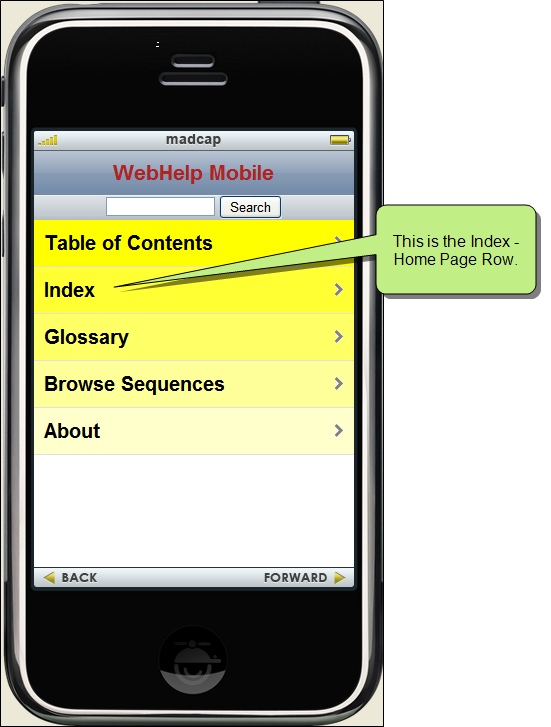 madcap
WebHelp Mobile
Search
Table of Contents
Index
Glossary
Browse Sequences
About
BACK FORWARD
This is the Index -
Home Page Row.